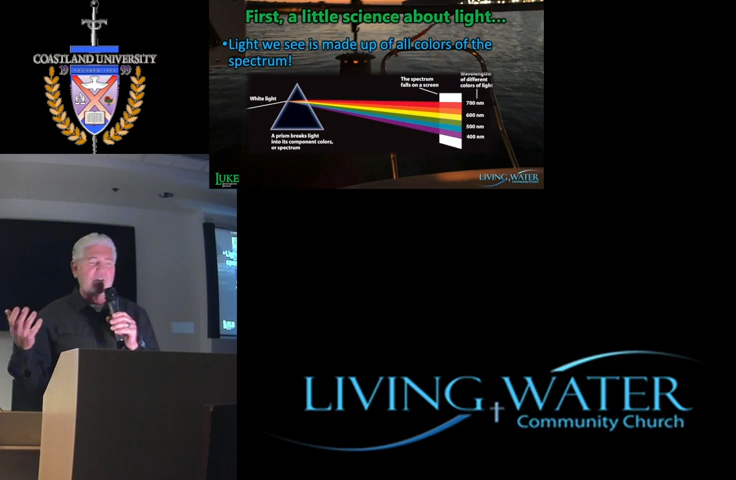 COASTLAND UNIVERSITY
19 99
First, a little science about light...
•Light we see is made up of all colors of the
spectrum!
The spectrum
falls on a screen
Wavelengths
of different
colors of light
White light
700 nm
600 nm
500 nm
400 nm
A prism breaks light
into its component colors,
or spectrum
LUKE
LIVING WATER
Community Church
LIVING WATER
Community Church